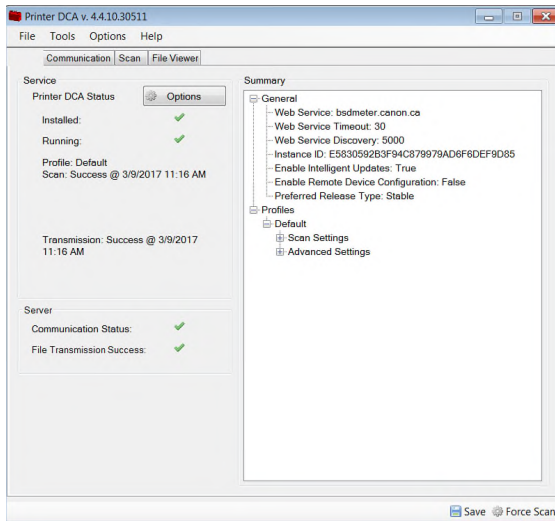 Printer DCA v. 4.4.10.30511
File Tools Options Help
Communication Scan File Viewer
Service
Printer DCA Status Options
Installed:
Running:
Profile: Default
Scan: Success @ 3/9/2017 11:16 AM
Transmission: Success @ 3/9/2017
11:16 AM
Server
Communication Status:
File Transmission Success:
Summary
General
Web Service: bsdmeter.canon.ca
Web Service Timeout: 30
Web Service Discovery: 5000
Instance ID: E5830592B3F94C879979AD6F6DEF9D85
Enable Intelligent Updates: True
Enable Remote Device Configuration: False
Preferred Release Type: Stable
Profiles
Default
Scan Settings
Advanced Settings
Save Force Scan